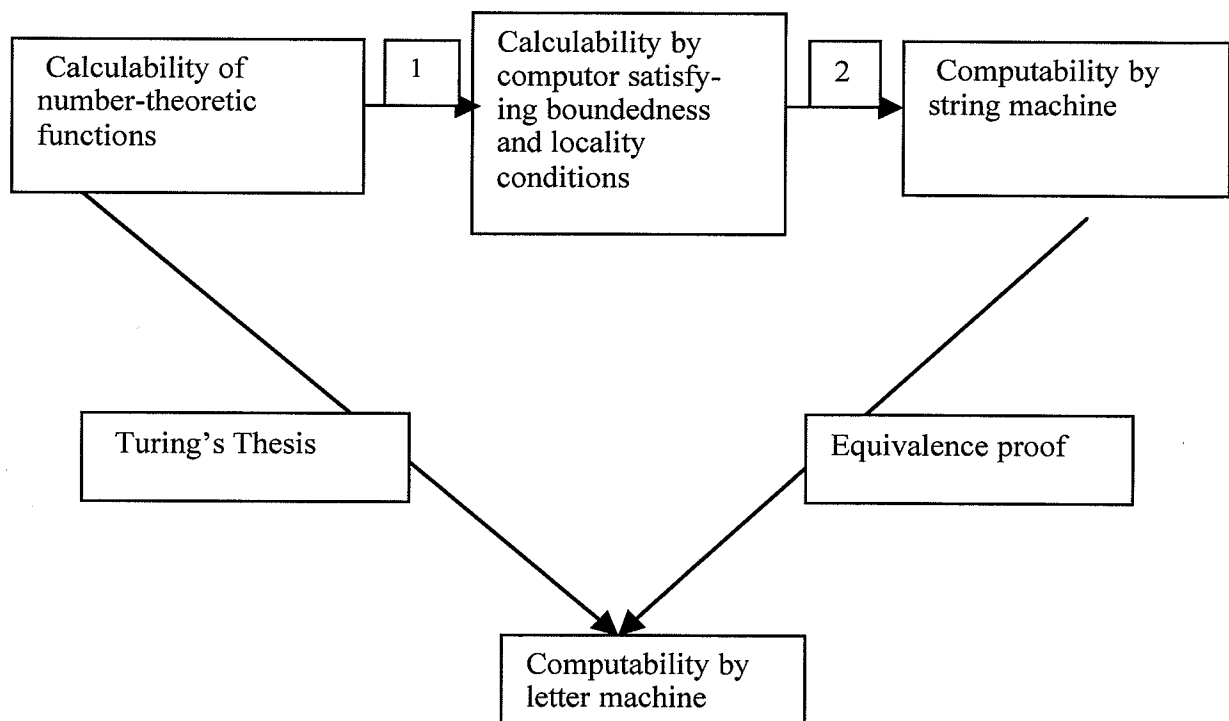 Calculability of
number-theoretic
functions
1
Calculability by
computor satisfy-
ing boundedness
and locality
conditions
2
Computability by
string machine
Turing’s Thesis
Equivalence proof
Computability by
letter machine